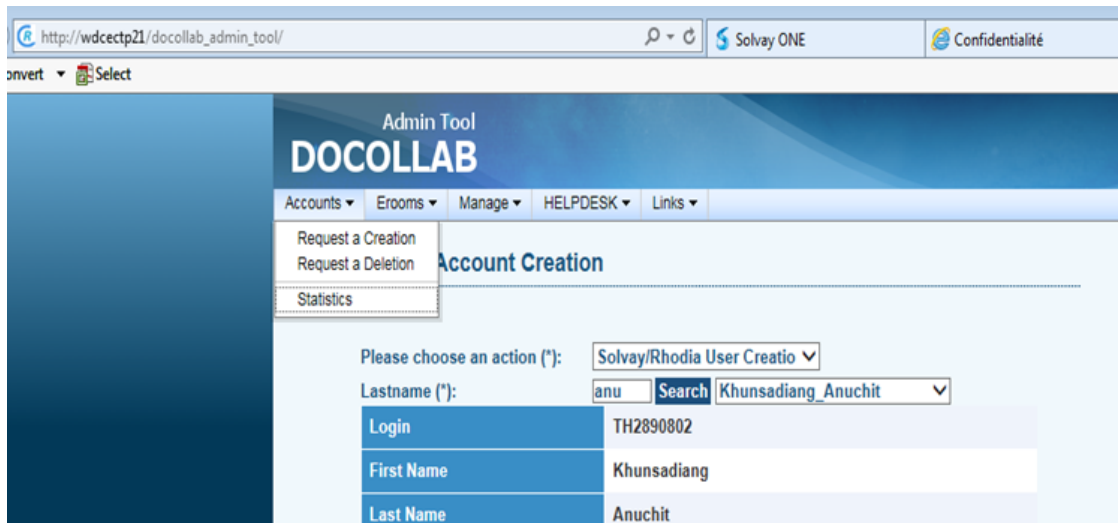 http://wdcectp21/docollab_admin_tool/ Solvay ONE Confidentialité
onvert Select
Admin Tool
DOCOLLAB
Accounts Erooms Manage HELPDESK Links
Request a Creation
Request a Deletion
Account Creation
Statistics
Please choose an action (*): Solvay/Rhodia User Creatio
Lastname (*): anu Search Khunsadiang_Anuchit
Login TH2890802
First Name Khunsadiang
Last Name Anuchit